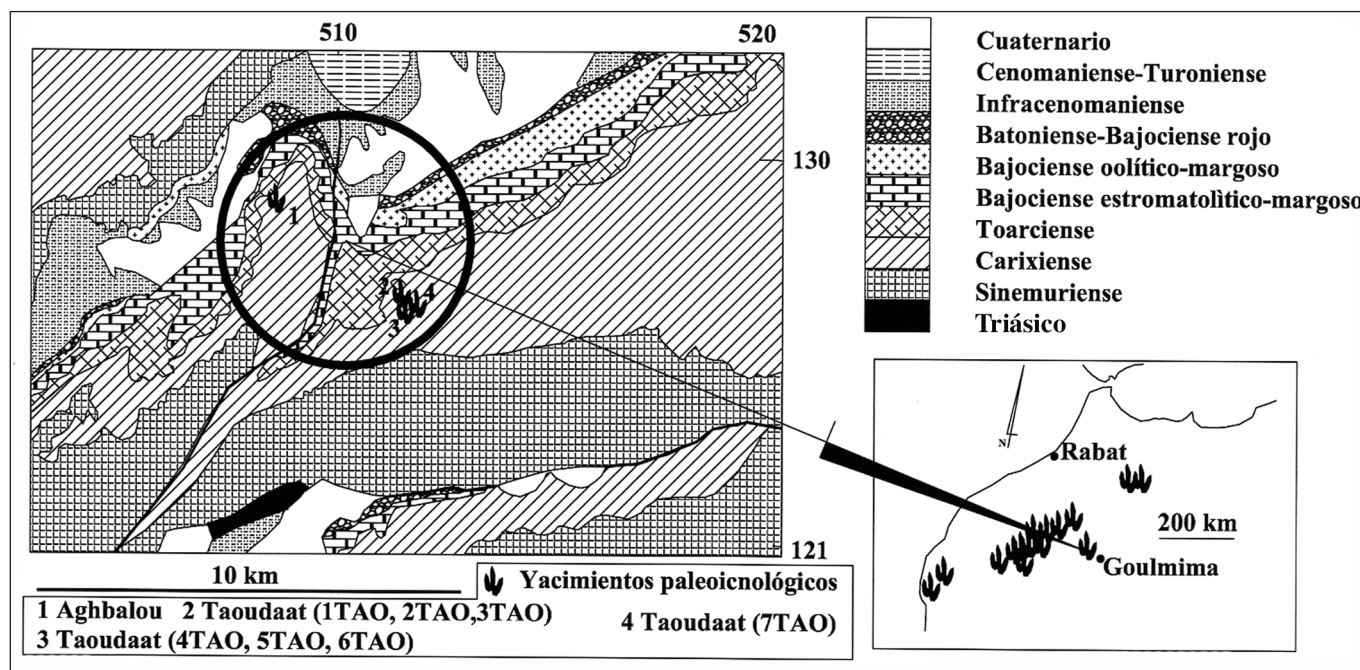 510
520
130
121
1
2
3
4
Cuaternario
Cenomaniense-Turoniense
Infracenomaniense
Batoniense-Bajociense rojo
Bajociense oolítico-margoso
Bajociense estromatolìtico-margoso
Toarciense
Carixiense
Sinemuriense
Triásico
N
Rabat
200 km
Goulmima
10 km
Yacimientos paleoicnológicos
1 Aghbalou 2 Taoudaat (1TAO, 2TAO,3TAO)
3 Taoudaat (4TAO, 5TAO, 6TAO)
4 Taoudaat (7TAO)